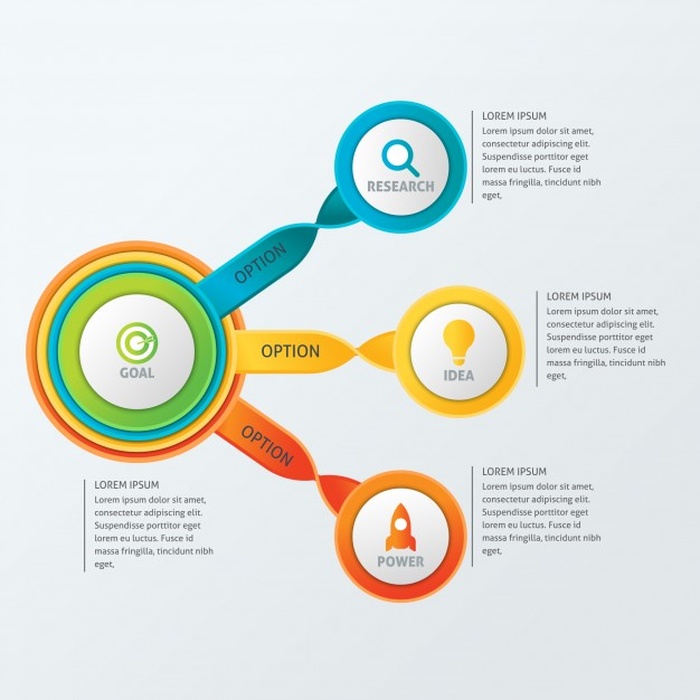 LOREM IPSUM
Lorem ipsum dolor sit amet,
consectetur adipiscing elit.
Suspendisse porttitor eget
lorem eu luctus. Fusce id
massa fringilla, tincidunt nibh
eget,
RESEARCH
OPTION
LOREM IPSUM
Lorem ipsum dolor sit amet,
consectetur adipiscing elit.
Suspendisse porttitor eget
lorem eu luctus. Fusce id
massa fringilla, tincidunt nibh
eget,
OPTION
GOAL
IDEA
OPTION
LOREM IPSUM
Lorem ipsum dolor sit amet,
consectetur adipiscing elit.
Suspendisse porttitor eget
lorem eu luctus. Fusce id
massa fringilla, tincidunt nibh
eget,
LOREM IPSUM
Lorem ipsum dolor sit amet,
consectetur adipiscing elit.
Suspendisse porttitor eget
lorem eu luctus. Fusce id
massa fringilla, tincidunt nibh
eget,
POWER